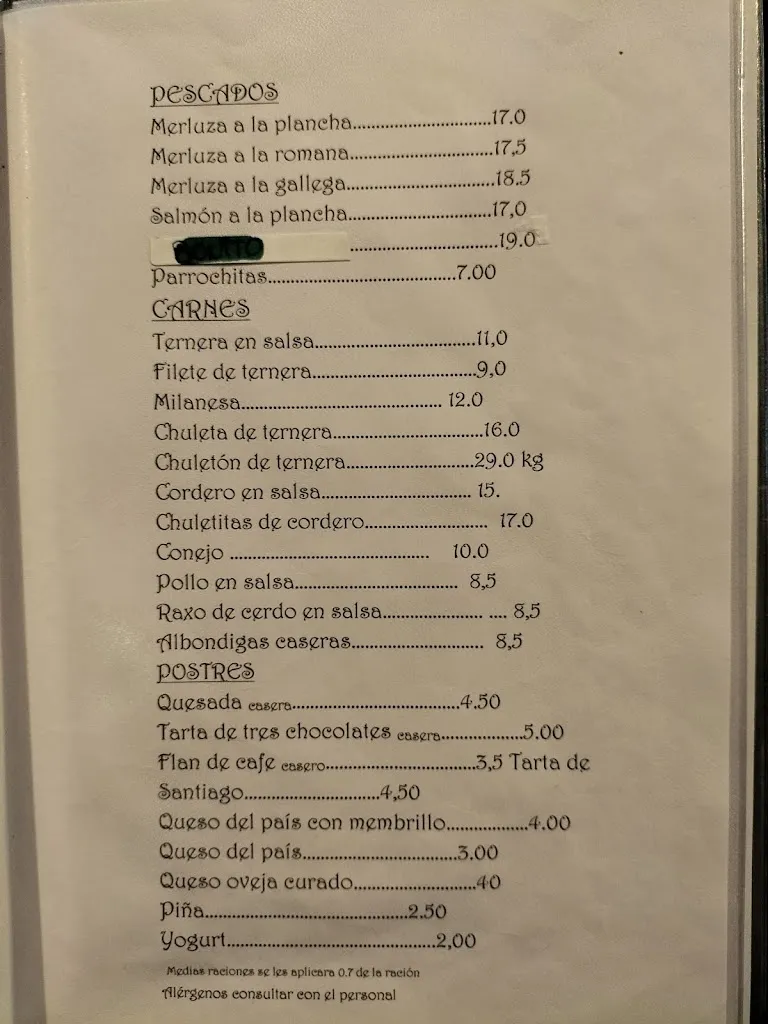 PESCADOS
Merluza a la plancha..............................17.0
Merluza a la romana...............................17,5
Merluza a la gallega................................18.5
Salmón a la plancha...............................17,0
................................19.0
Parrochitas.........................................7.00
CARNES
Ternera en salsa...................................11,0
Filete de ternera....................................9,0
Milanesa........................................... 12.0
Chuleta de ternera.................................16.0
Chuletón de ternera............................29.0 kg
Cordero en salsa................................. 15.
Chuletitas de cordero........................... 17.0
Conejo ........................................... 10.0
Pollo en salsa................................... 8,5
Raxo de cerdo en salsa..................... .... 8,5
Albondigas caseras............................. 8,5
POSTRES
Quesada casera....................................4.50
Tarta de tres chocolates casera..................5.00
Flan de cafe casero................................3,5 Tarta de
Santiago.............................4,50
Queso del país con membrillo..................4.00
Queso del país.................................3.00
Queso oveja curado..........................40
Piña...........................................2.50
Yogurt.............................................2,00
Medias raciones se les aplicara 0.7 de la ración
Alérgenos consultar con el personal